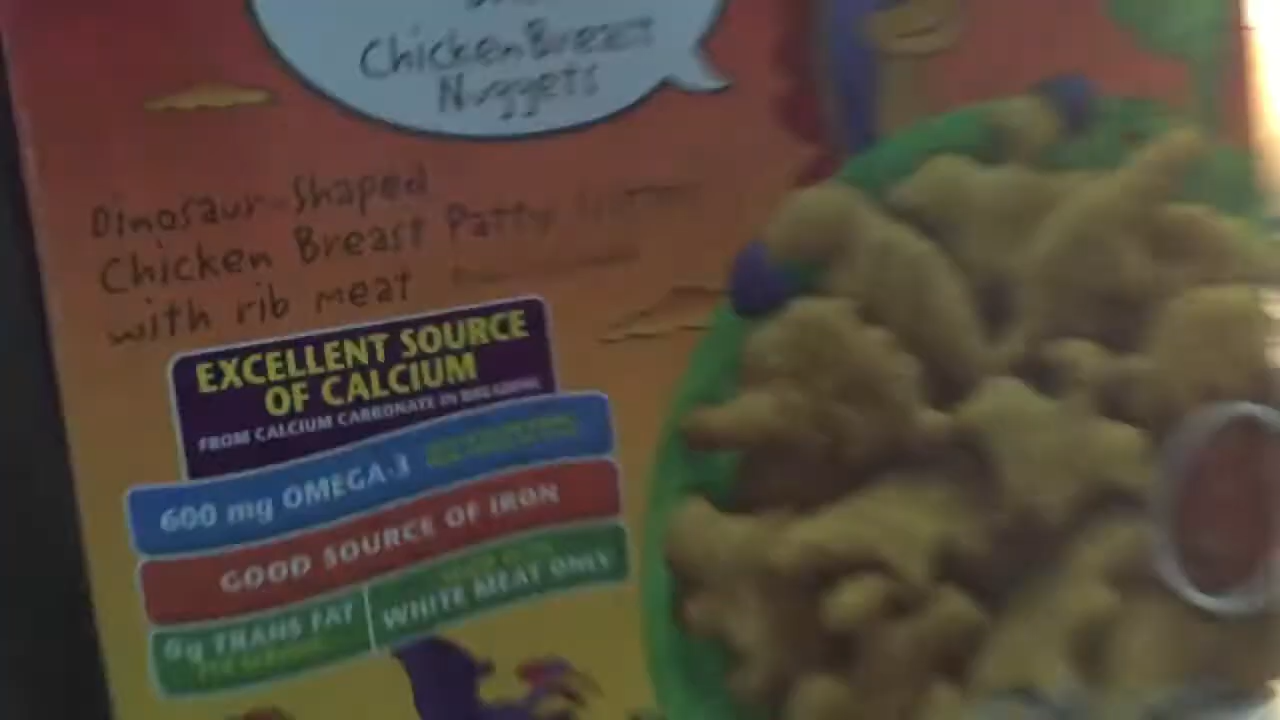 Chicken Breast
Nuggets
Dinosaur-Shaped
Chicken Breast Patty
with rib meat
EXCELLENT SOURCE
OF CALCIUM
FROM CALCIUM CARBONATE IN BREADING
600 mg OMEGA-3
GOOD SOURCE OF IRON
0g TRANS FAT
WHITE MEAT ONLY